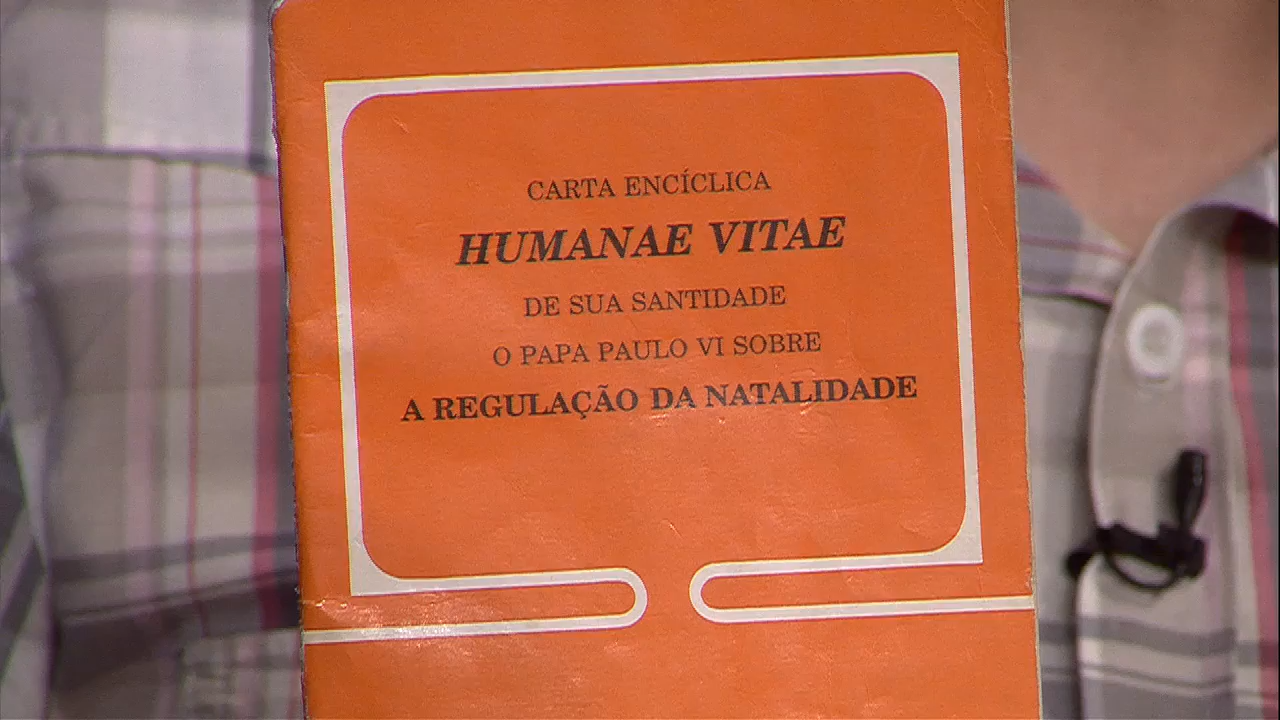 CARTA ENCÍCLICA
HUMANAE VITAE
DE SUA SANTIDADE
O PAPA PAULO VI SOBRE
A REGULAÇÃO DA NATALIDADE